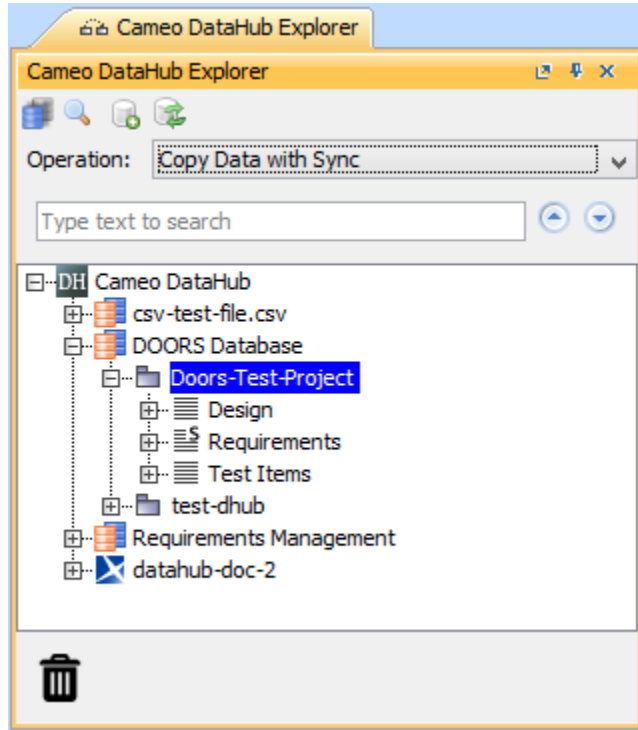 Cameo DataHub Explorer
Cameo DataHub Explorer
Operation: Copy Data with Sync
Type text to search
DH Cameo DataHub
csv-test-file.csv
DOORS Database
Doors-Test-Project
Design
S Requirements
Test Items
test-dhub
Requirements Management
datahub-doc-2